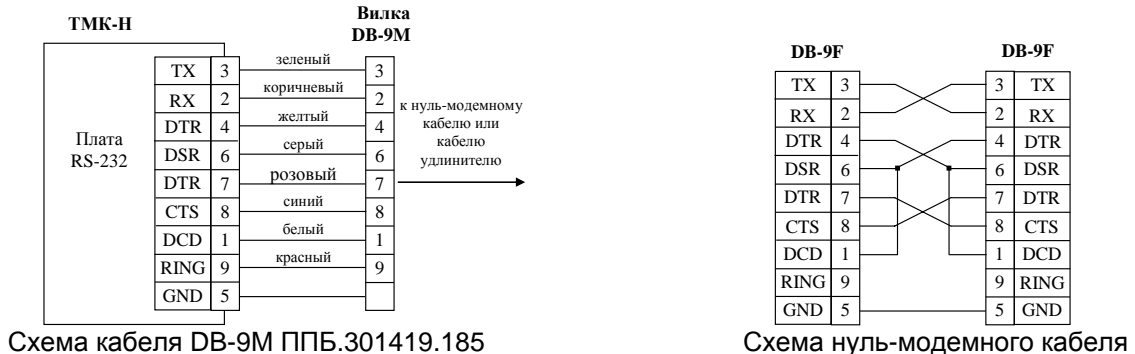 ТМК-Н
Вилка
DB-9M
Плата
RS-232
TX 3 зеленый 3
RX 2 коричневый 2
DTR 4 желтый 4
DSR 6 серый 6
DTR 7 розовый 7
CTS 8 синий 8
DCD 1 белый 1
RING 9 красный 9
GND 5
к нуль-модемному
кабелю или
кабелю
удлинителю
Схема кабеля DB-9M ППБ.301419.185
DB-9F DB-9F
TX 3 3 TX
RX 2 2 RX
DTR 4 4 DTR
DSR 6 6 DSR
DTR 7 7 DTR
CTS 8 8 CTS
DCD 1 1 DCD
RING 9 9 RING
GND 5 5 GND
Схема нуль-модемного кабеля